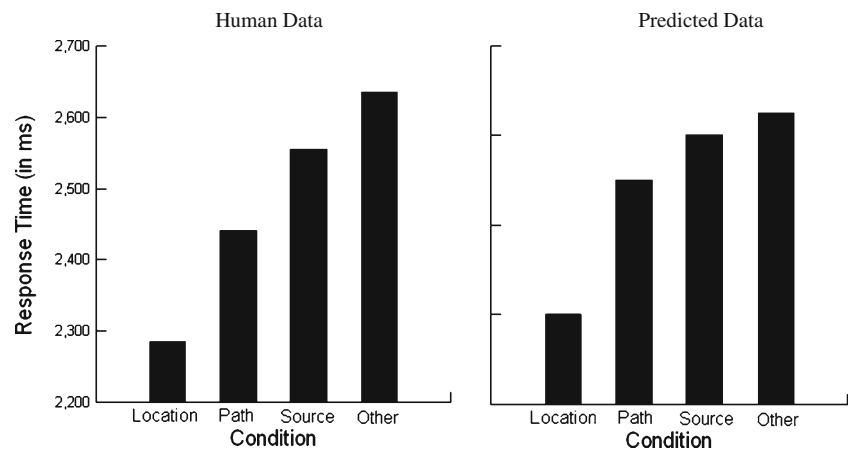 Human Data
Predicted Data
Response Time (in ms)
2,700
2,600
2,500
2,400
2,300
2,200
Location Path Source Other
Condition
Location Path Source Other
Condition